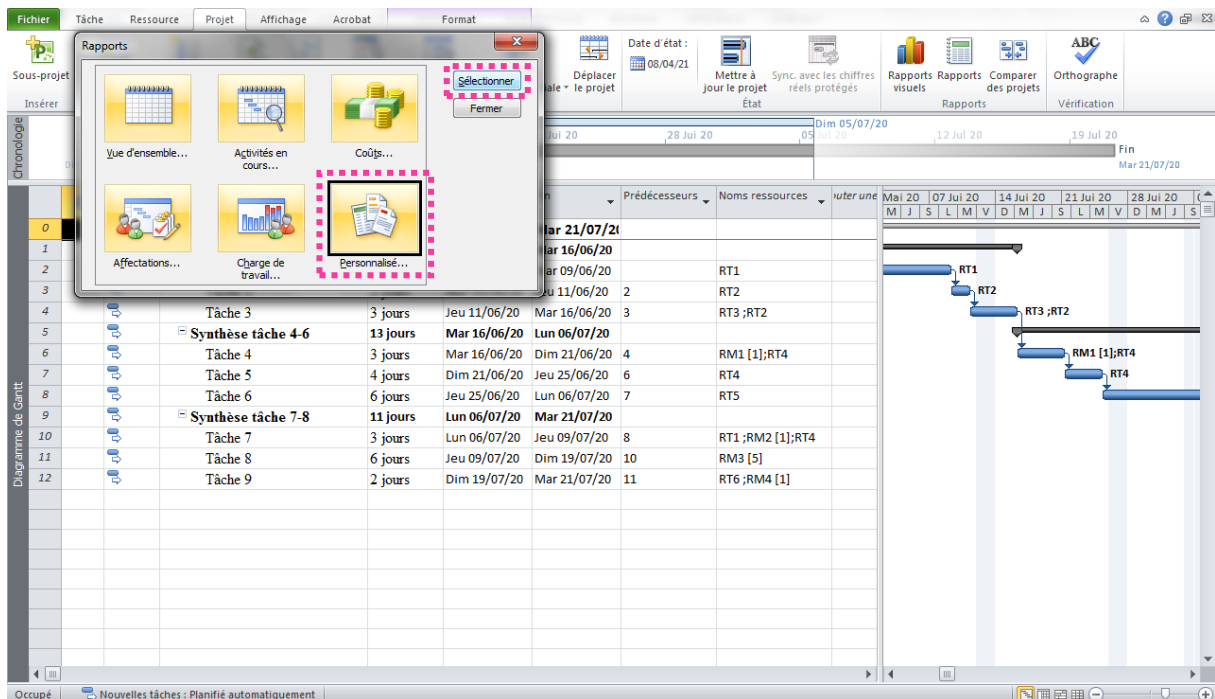 Fichier Tâche Ressource Projet Affichage Acrobat Format
Rapports
Sous-projet
Insérer
Vue d'ensemble...
Activités en
cours...
Coûts...
Affectations...
Charge de
travail...
Personnalisé...
Sélectionner
Fermer
Déplacer
le projet
Date d'état :
08/04/21
Mettre à
jour le projet
Sync. avec les chiffres
réels protégés
État
Rapports
visuels
Rapports
Comparer
des projets
Rapports
ABC
Orthographe
Vérification
Chronologie
Dim 05/07/20
Jui 20 28 Jui 20 05 Jul 20 12 Jul 20 19 Jul 20
Fin
Mar 21/07/20
Prédécesseurs Noms ressources
Mai 20 07 Jui 20 14 Jui 20 21 Jui 20 28 Jui 20
M J S L M V D M J S L M V D M J S
0 Mar 21/07/20
1 Mar 16/06/20
2 Mar 09/06/20 RT1 RT1
3 Jeu 11/06/20 2 RT2 RT2
4 Tâche 3 3 jours Jeu 11/06/20 Mar 16/06/20 3 RT3 ;RT2 RT3 ;RT2
5 Synthèse tâche 4-6 13 jours Mar 16/06/20 Lun 06/07/20
6 Tâche 4 3 jours Mar 16/06/20 Dim 21/06/20 4 RM1 [1];RT4 RM1 [1];RT4
7 Tâche 5 4 jours Dim 21/06/20 Jeu 25/06/20 6 RT4 RT4
8 Tâche 6 6 jours Jeu 25/06/20 Lun 06/07/20 7 RT5
9 Synthèse tâche 7-8 11 jours Lun 06/07/20 Mar 21/07/20
10 Tâche 7 3 jours Lun 06/07/20 Jeu 09/07/20 8 RT1 ;RM2 [1];RT4
11 Tâche 8 6 jours Jeu 09/07/20 Dim 19/07/20 10 RM3 [5]
12 Tâche 9 2 jours Dim 19/07/20 Mar 21/07/20 11 RT6 ;RM4 [1]
Diagramme de Gantt
Occupé Nouvelles tâches : Planifié automatiquement